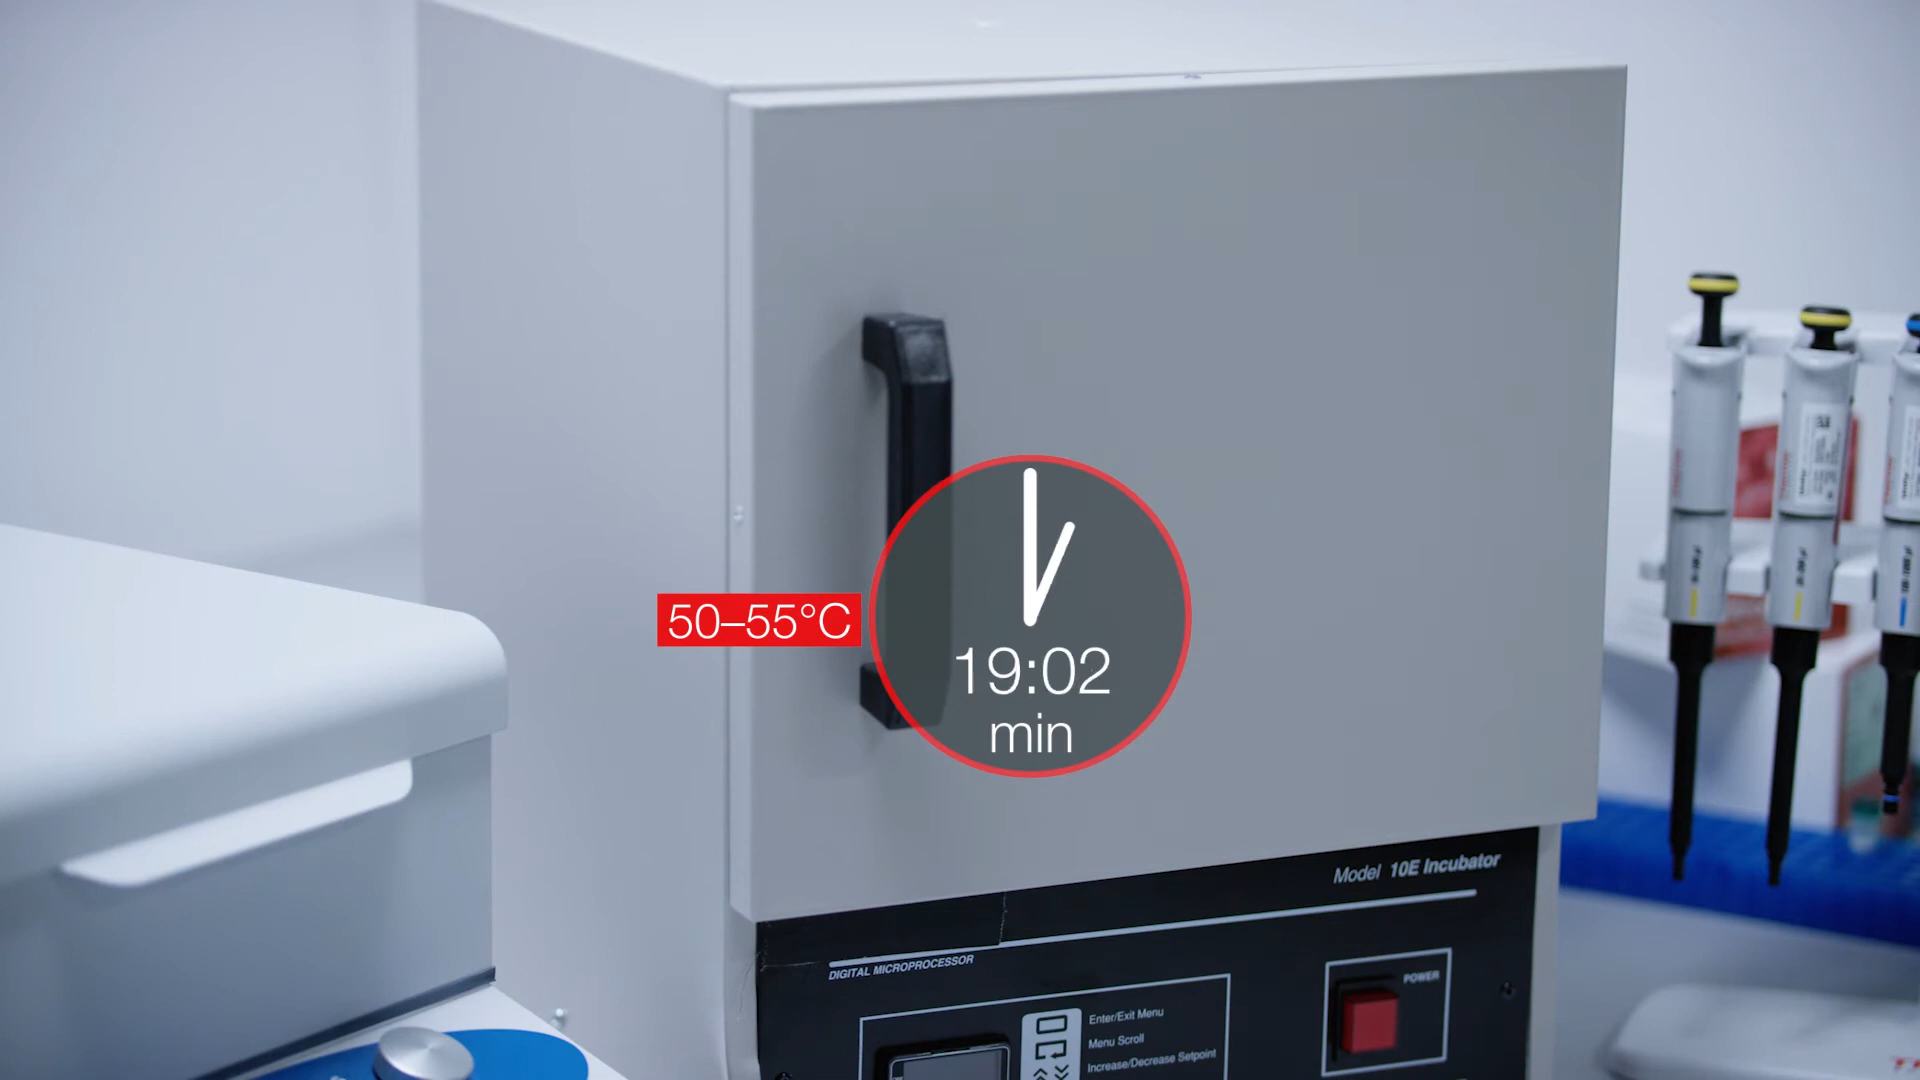 50–55°C
19:02
min
Model 10E Incubator
DIGITAL MICROPROCESSOR
POWER
Enter/Exit Menu
Menu Scroll
Increase/Decrease Setpoint